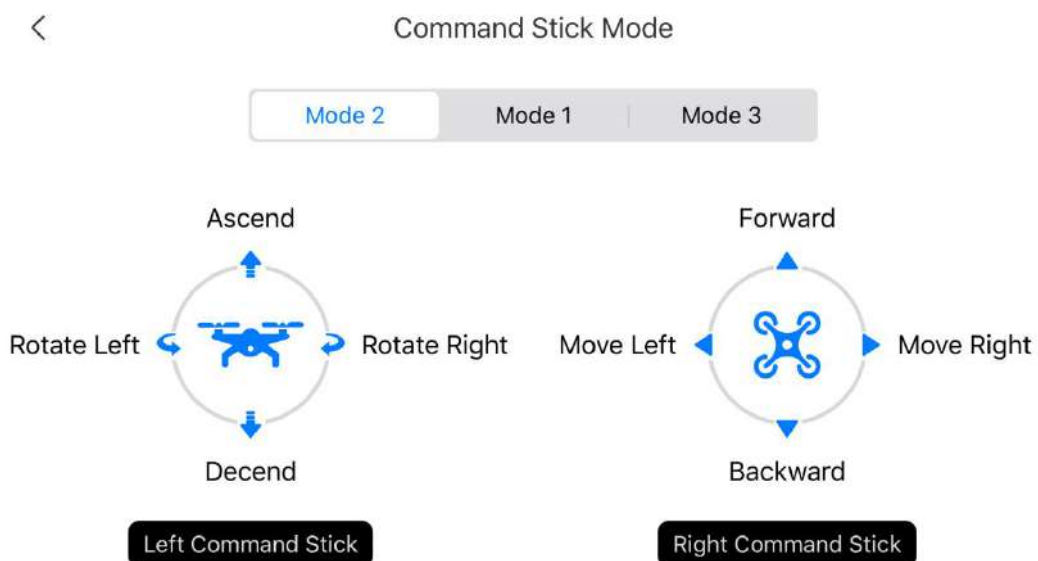 Command Stick Mode
Mode 2 Mode 1 Mode 3
Ascend
Rotate Left Rotate Right
Decend
Left Command Stick
Forward
Move Left Move Right
Backward
Right Command Stick